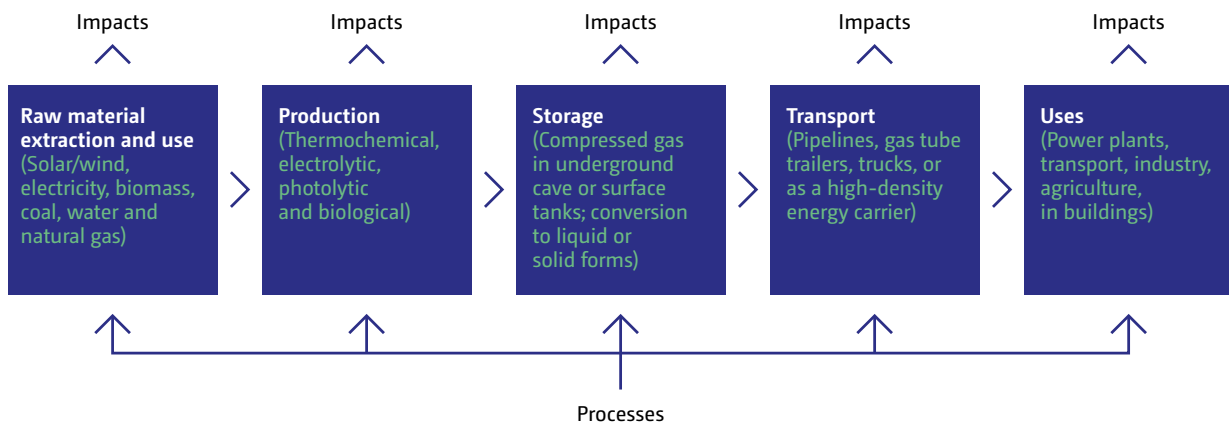 Impacts
Impacts
Impacts
Impacts
Impacts
Raw material
extraction and use
(Solar/wind,
electricity, biomass,
coal, water and
natural gas)
Production
(Thermochemical,
electrolytic,
photolytic
and biological)
Storage
(Compressed gas
in underground
cave or surface
tanks; conversion
to liquid or
solid forms)
Transport
(Pipelines, gas tube
trailers, trucks, or
as a high-density
energy carrier)
Uses
(Power plants,
transport, industry,
agriculture,
in buildings)
Processes